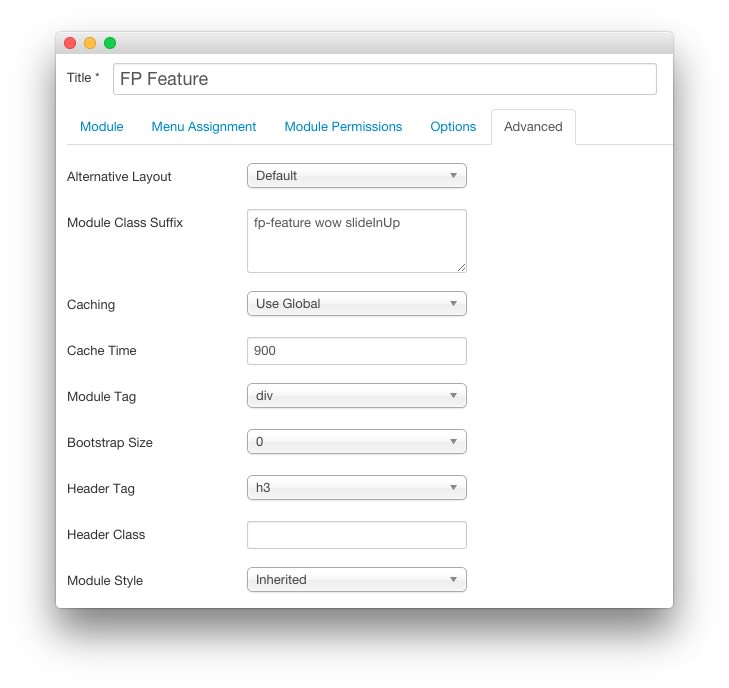 Title * FP Feature
Module Menu Assignment Module Permissions Options Advanced
Alternative Layout Default
Module Class Suffix fp-feature wow slideInUp
Caching Use Global
Cache Time 900
Module Tag div
Bootstrap Size 0
Header Tag h3
Header Class
Module Style Inherited